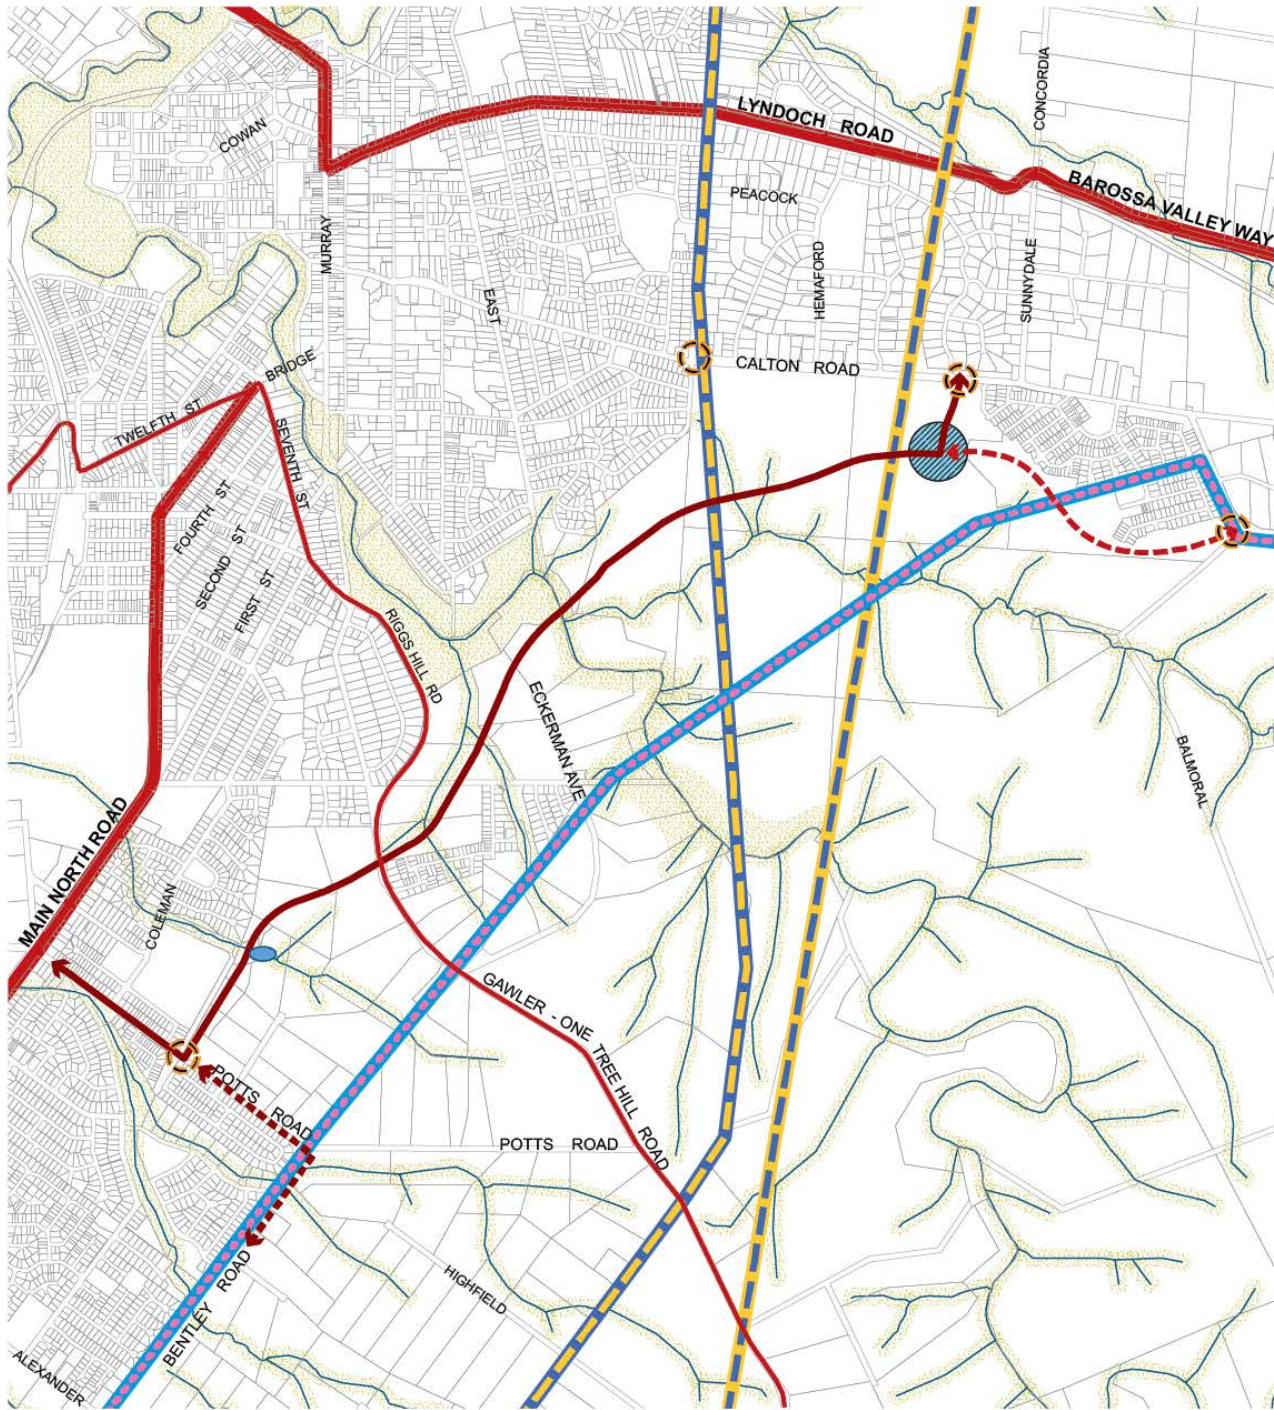 CONCORDIA
LYNDOCH ROAD
COWAN
BAROSSA VALLEY WAY
PEACOCK
MURRAY
HEMAFORD
SUNNYDALE
EAST
BRIDGE
CALTON ROAD
TWELFTH ST
SEVENTH ST
FOURTH ST
SECOND ST
FIRST ST
RIGGS HILL RD
ECKERMAN AVE
BALMORAL
MAIN NORTH ROAD
COLEMAN
GAWLER - ONE TREE HILL ROAD
POTTS ROAD
POTTS ROAD
HIGHFIELD
BENTLEY ROAD
ALEXANDER